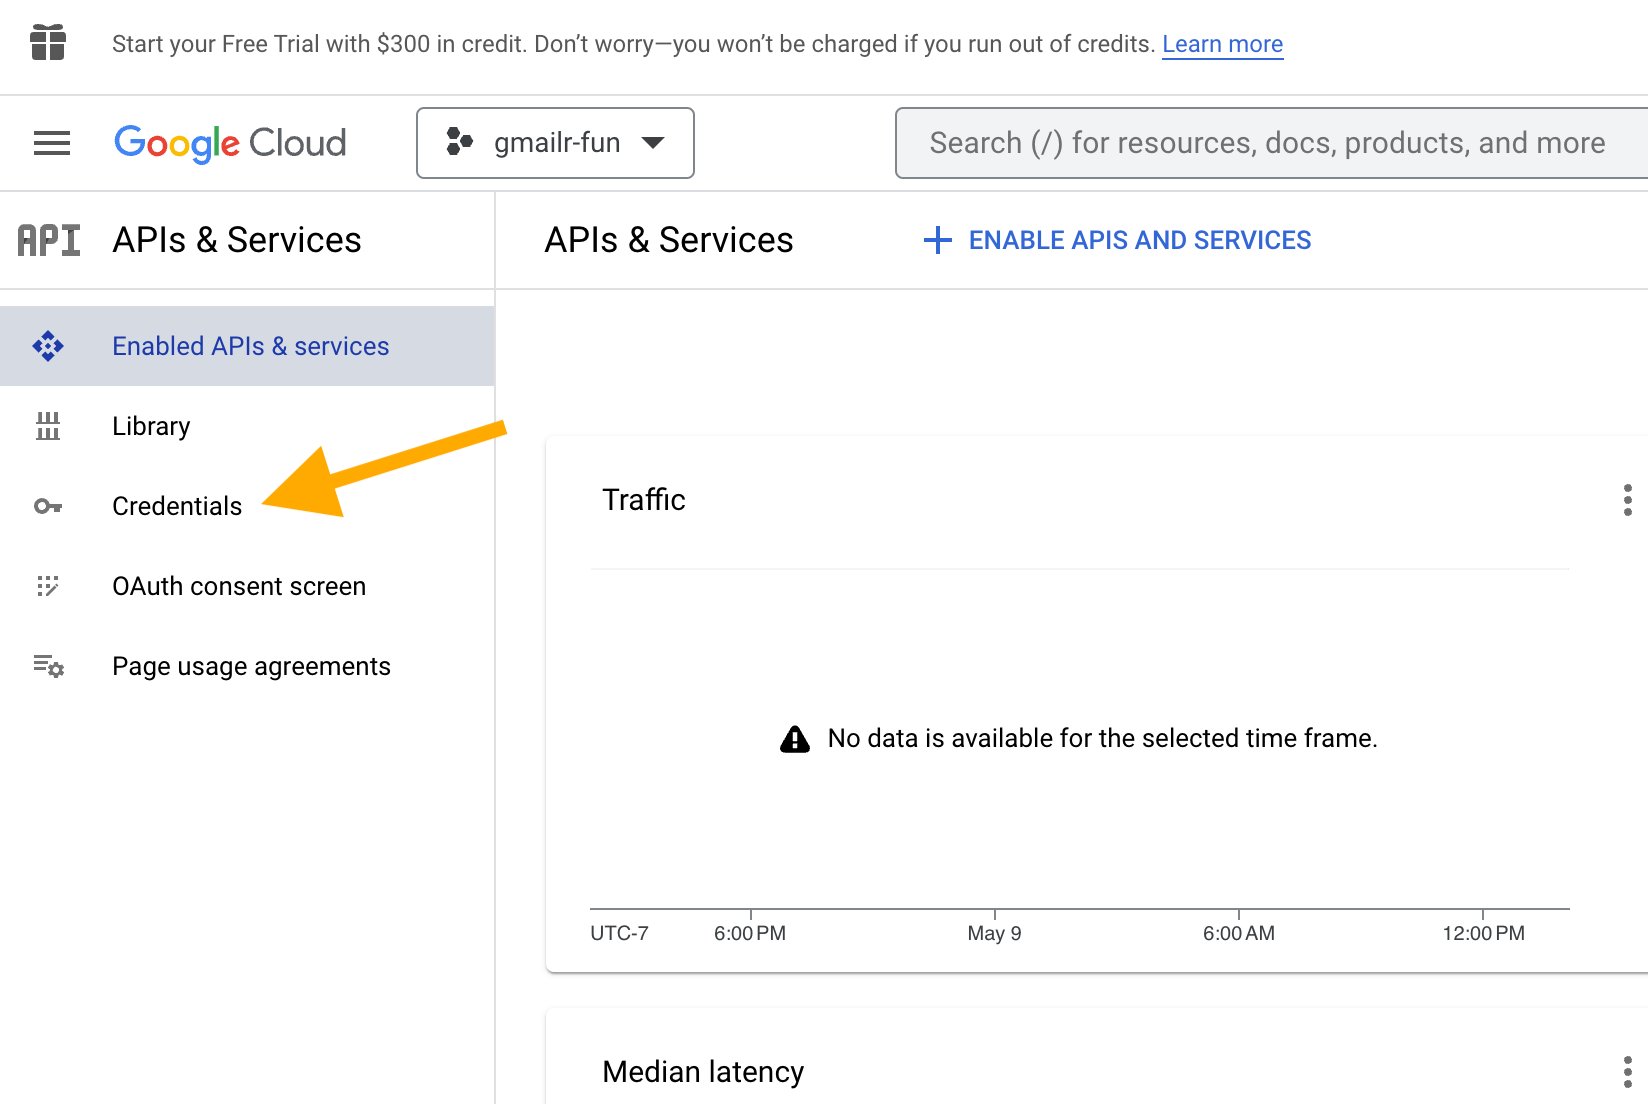 Start your Free Trial with $300 in credit. Don’t worry—you won’t be charged if you run out of credits. Learn more
Google Cloud
gmailr-fun
Search (/) for resources, docs, products, and more
API
APIs & Services
APIs & Services
ENABLE APIS AND SERVICES
Enabled APIs & services
Library
Credentials
OAuth consent screen
Page usage agreements
Traffic
No data is available for the selected time frame.
UTC-7 6:00 PM May 9 6:00 AM 12:00 PM
Median latency